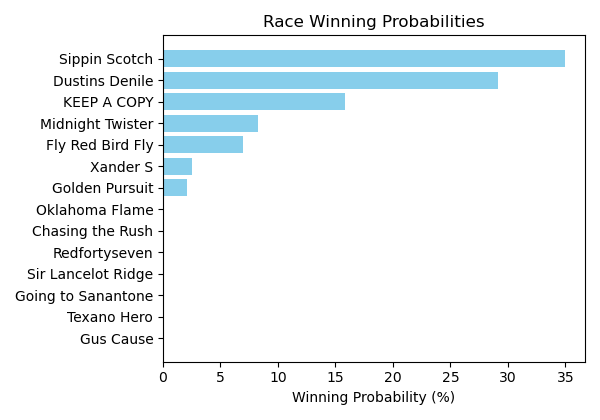 Race Winning Probabilities
Sippin Scotch
Dustins Denile
KEEP A COPY
Midnight Twister
Fly Red Bird Fly
Xander S
Golden Pursuit
Oklahoma Flame
Chasing the Rush
Redfortyseven
Sir Lancelot Ridge
Going to Sanantone
Texano Hero
Gus Cause
0 5 10 15 20 25 30 35
Winning Probability (%)